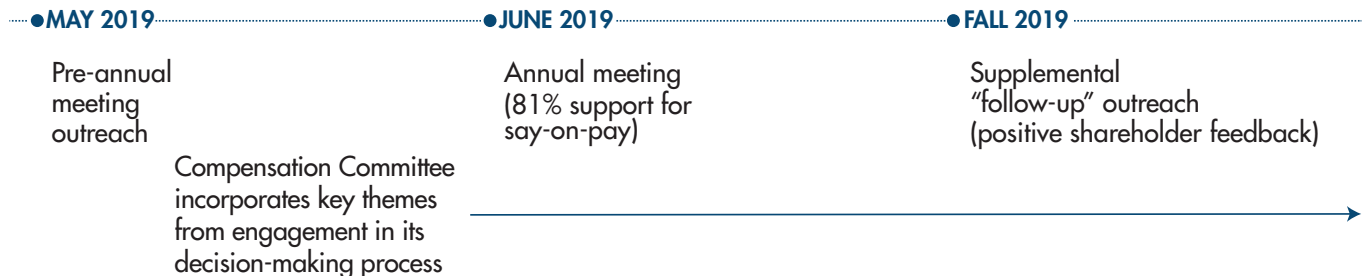 MAY 2019
JUNE 2019
FALL 2019
Pre-annual
meeting
outreach
Annual meeting
(81% support for
say-on-pay)
Supplemental
“follow-up” outreach
(positive shareholder feedback)
Compensation Committee
incorporates key themes
from engagement in its
decision-making process